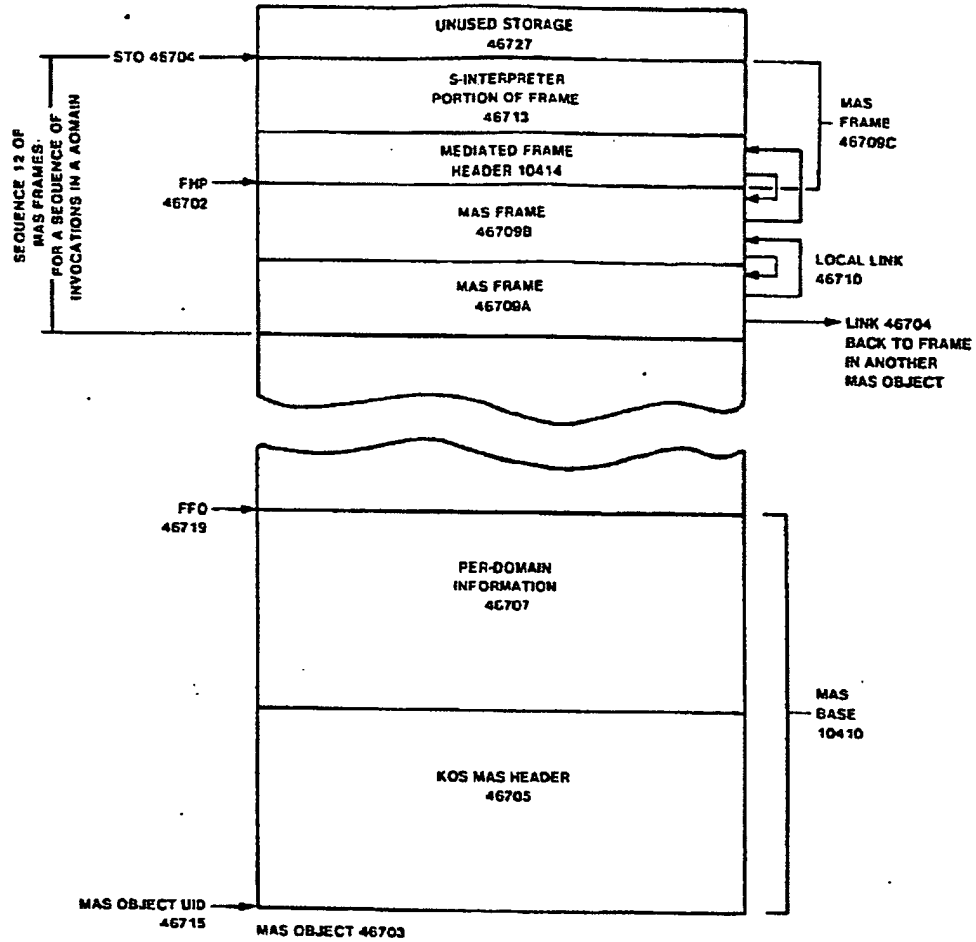 UNUSED STORAGE
46727
STO 46704
S-INTERPRETER
PORTION OF FRAME
46713
MAS
FRAME
46709C
SEQUENCE 12 OF
MAS FRAMES·
FOR A SEQUENCE OF
INVOCATIONS IN A AOMAIN
MEDIATED FRAME
HEADER 10414
FHP
46702
MAS FRAME
46709B
LOCAL LINK
46710
MAS FRAME
46709A
LINK 46704
BACK TO FRAME
IN ANOTHER
MAS OBJECT
FFO
46719
PER-DOMAIN
INFORMATION
46707
MAS
BASE
10410
KOS MAS HEADER
46705
MAS OBJECT UID
46715
MAS OBJECT 46703